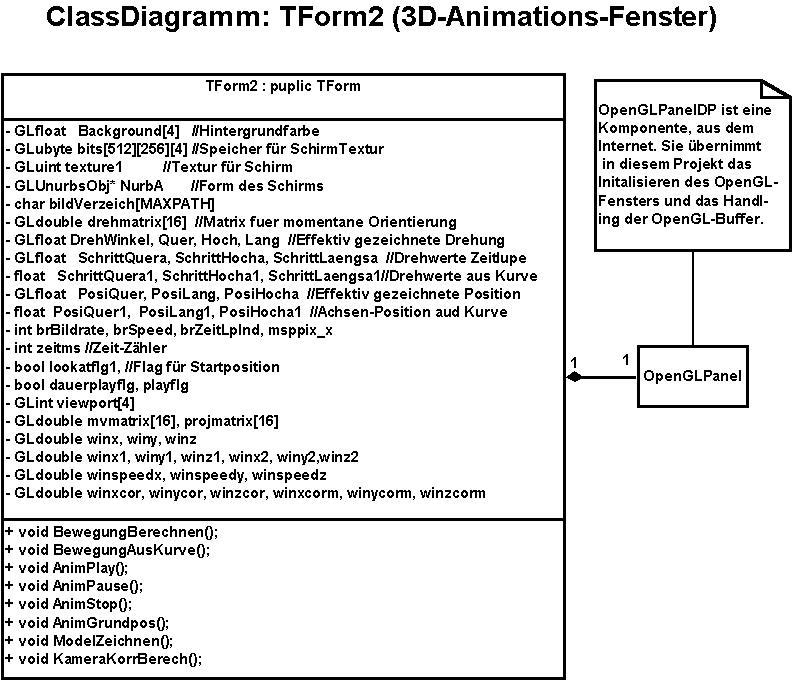 ClassDiagramm: TForm2 (3D-Animations-Fenster)
TForm2 : puplic TForm
- GLfloat   Background[4]   //Hintergrundfarbe
- GLubyte bits[512][256][4] //Speicher für SchirmTextur
- GLuint texture1          //Textur für Schirm
- GLUnurbsObj* NurbA       //Form des Schirms
- char bildVerzeich[MAXPATH]
- GLdouble drehmatrix[16]  //Matrix fuer momentane Orientierung
- GLfloat DrehWinkel, Quer, Hoch, Lang  //Effektiv gezeichnete Drehung
- GLfloat   SchrittQuera, SchrittHocha, SchrittLaengsa  //Drehwerte Zeitlupe
- float   SchrittQuera1, SchrittHocha1, SchrittLaengsa1//Drehwerte aus Kurve
- GLfloat   PosiQuer, PosiLang, PosiHocha  //Effektiv gezeichnete Position
- float  PosiQuer1,  PosiLang1, PosiHocha1  //Achsen-Position aud Kurve
- int brBildrate, brSpeed, brZeitLpInd, msppix_x
- int zeitms //Zeit-Zähler
- bool lookatflg1, //Flag für Startposition
- bool dauerplayflg, playflg
- GLint viewport[4]
- GLdouble mvmatrix[16], projmatrix[16]
- GLdouble winx, winy, winz
- GLdouble winx1, winy1, winz1, winx2, winy2,winz2
- GLdouble winspeedx, winspeedy, winspeedz
- GLdouble winxcor, winycor, winzcor, winxcorm, winycorm, winzcorm
+ void BewegungBerechnen();
+ void BewegungAusKurve();
+ void AnimPlay();
+ void AnimPause();
+ void AnimStop();
+ void AnimGrundpos();
+ void ModelZeichnen();
+ void KameraKorrBerech();
1
1
OpenGLPanelDP ist eine
Komponente, aus dem
Internet. Sie übernimmt
in diesem Projekt das
Initalisieren des OpenGL-
Fensters und das Handl-
ing der OpenGL-Buffer.
OpenGLPanel